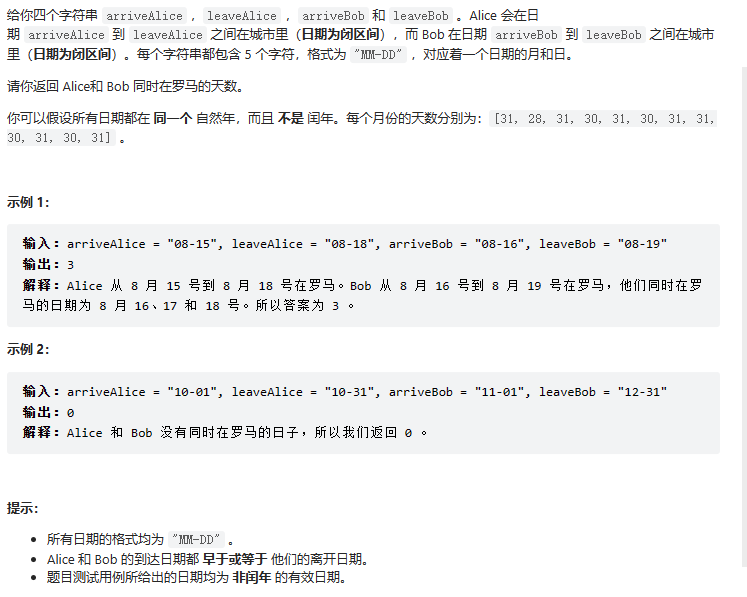 给你四个字符串 arriveAlice ，leaveAlice ，arriveBob 和 leaveBob 。Alice 会在日
期 arriveAlice 到 leaveAlice 之间在城市里（日期为闭区间），而 Bob 在日期 arriveBob 到 leaveBob 之间在城市
里（日期为闭区间）。每个字符串都包含 5 个字符，格式为 "MM-DD" ，对应着一个日期的月和日。
请你返回 Alice和 Bob 同时在罗马的天数。
你可以假设所有日期都在 同一个 自然年，而且 不是 闰年。每个月份的天数分别为：[31, 28, 31, 30, 31, 30, 31, 31,
30, 31, 30, 31] 。
示例 1：
输入：arriveAlice = "08-15", leaveAlice = "08-18", arriveBob = "08-16", leaveBob = "08-19"
输出：3
解释：Alice 从 8 月 15 号到 8 月 18 号在罗马。Bob 从 8 月 16 号到 8 月 19 号在罗马，他们同时在罗
马的日期为 8 月 16、17 和 18 号。所以答案为 3 。
示例 2：
输入：arriveAlice = "10-01", leaveAlice = "10-31", arriveBob = "11-01", leaveBob = "12-31"
输出：0
解释：Alice 和 Bob 没有同时在罗马的日子，所以我们返回 0 。
提示：
• 所有日期的格式均为 "MM-DD" 。
• Alice 和 Bob 的到达日期都 早于或等于 他们的离开日期。
• 题目测试用例所给出的日期均为 非闰年 的有效日期。